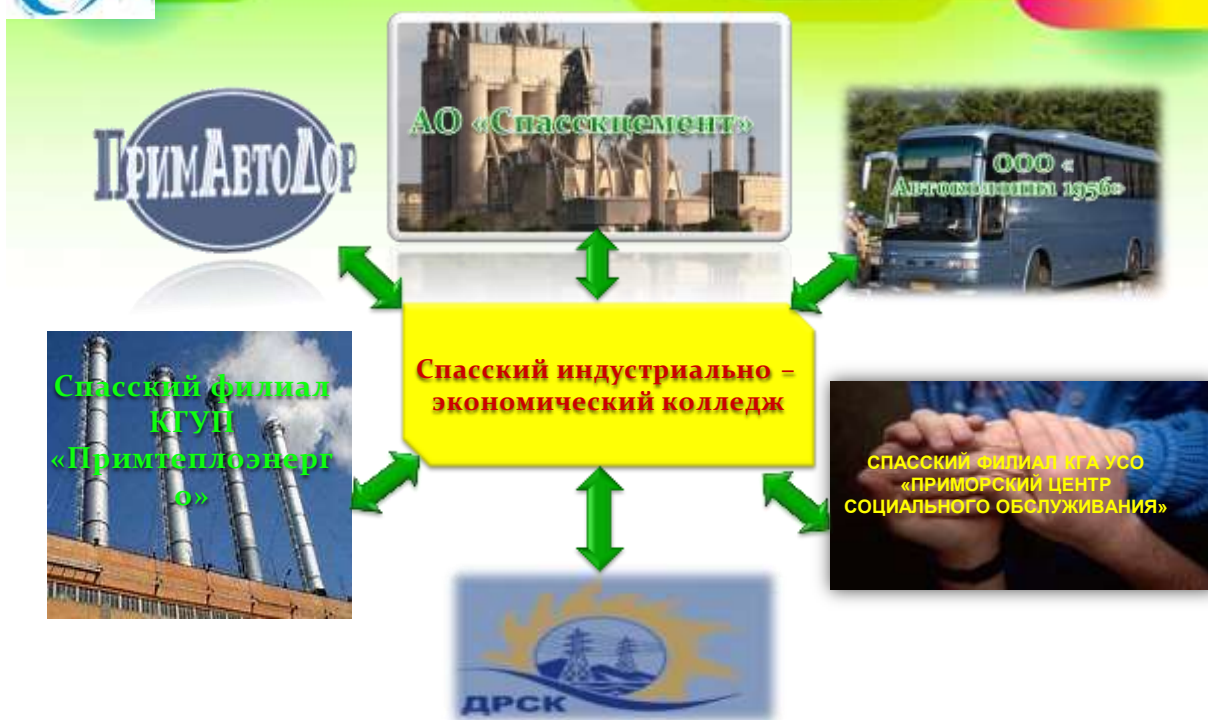 АО «Спасскцемент»
ПримАвтоДор
ООО «
Автоколонна 1956»
Спасский индустриально –
экономический колледж
Спасский филиал
КГУП
«Примтеплоэнерг
о»
СПАССКИЙ ФИЛИАЛ КГА УСО
«ПРИМОРСКИЙ ЦЕНТР
СОЦИАЛЬНОГО ОБСЛУЖИВАНИЯ»
ДРСК